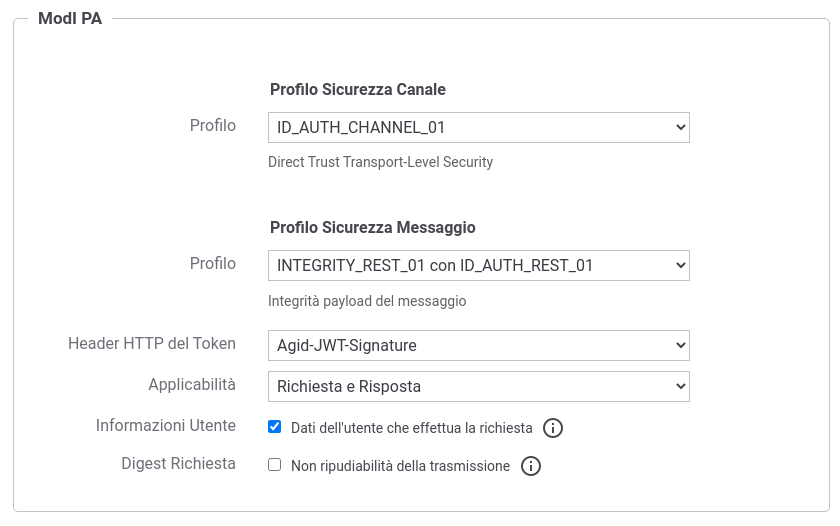 ModI PA
Profilo Sicurezza Canale
Profilo ID_AUTH_CHANNEL_01
Direct Trust Transport-Level Security
Profilo Sicurezza Messaggio
Profilo INTEGRITY_REST_01 con ID_AUTH_REST_01
Integrità payload del messaggio
Header HTTP del Token Agid-JWT-Signature
Applicabilità Richiesta e Risposta
Informazioni Utente Dati dell'utente che effettua la richiesta
Digest Richiesta Non ripudiabilità della trasmissione